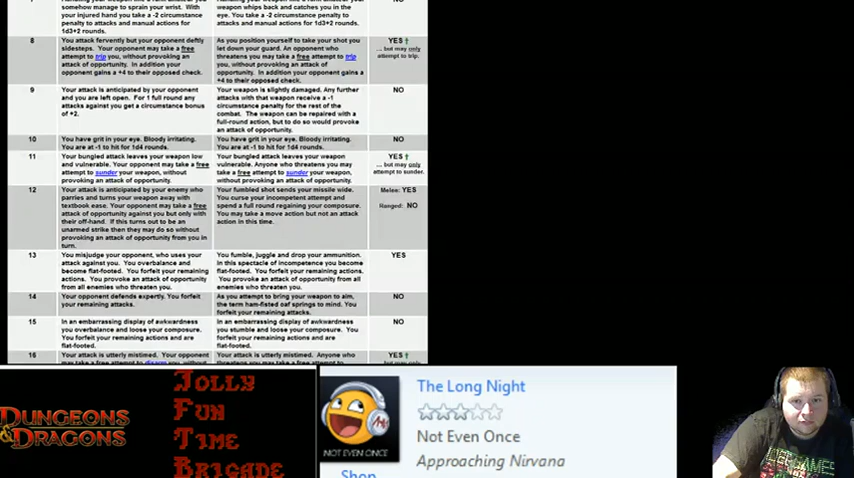 somehow manage to sprain your wrist. With
your injured hand you take a -2 circumstance
penalty to attacks and manual actions for
1d3+2 rounds.
whips back and catches you in the
eye. You take a -2 circumstance penalty
to attacks and manual actions for 1d3+2
rounds.
NO
8
You attack fervently but your opponent deftly
sidesteps. Your opponent may take a free
attempt to trip you, without provoking an
attack of opportunity. In addition your
opponent gains a +4 to their opposed check.
As you position yourself to take your shot you
let down your guard. An opponent who
threatens you may take a free attempt to trip
you, without provoking an attack of
opportunity. In addition your opponent gains a
+4 to their opposed check.
YES †
... but may only
attempt to trip.
9
Your attack is anticipated by your opponent
and you are left open. For 1 full round any
attacks against you get a circumstance bonus
of +2.
Your weapon is slightly damaged. Any further
attacks with that weapon receive a -1
circumstance penalty for the rest of the
combat. The weapon can be repaired with a
full-round action, but to do so would provoke
an attack of opportunity.
NO
10
You have grit in your eye. Bloody irritating.
You are at -1 to hit for 1d4 rounds.
You have grit in your eye. Bloody irritating.
You are at -1 to hit for 1d4 rounds.
NO
11
Your bungled attack leaves your weapon low
and vulnerable. Your opponent may take a free
attempt to sunder your weapon, without
provoking an attack of opportunity.
Your bungled attack leaves your weapon
vulnerable. Anyone who threatens you may
take a free attempt to sunder your weapon,
without provoking an attack of opportunity.
YES †
... but may only
attempt to sunder.
12
Your attack is anticipated by your enemy who
parries and turns your weapon away with
textbook ease. Your opponent may take a free
attack of opportunity against you but only with
their off-hand. If this turns out to be an
unarmed strike then they may do so without
provoking an attack of opportunity from you in
turn.
Your fumbled shot sends your missile wide.
You curse your incompetent attempt and
spend a full round regaining your composure.
You may take a move action but not an attack
action in this time.
Melee: YES
Ranged: NO
13
You misjudge your opponent, who uses your
attack against you. You overbalance and
become flat-footed. You forfeit your remaining
actions. You provoke an attack of opportunity
from all enemies who threaten you.
You fumble, juggle and drop your ammunition.
In this spectacle of incompetence you become
flat-footed. You forfeit your remaining actions.
You provoke an attack of opportunity from all
enemies who threaten you.
YES
14
Your opponent defends expertly. You forfeit
your remaining attacks.
As you attempt to bring your weapon to aim,
the term ham-fisted oaf springs to mind. You
forfeit your remaining attacks.
NO
15
In an embarrassing display of awkwardness
you overbalance and loose your composure.
You forfeit your remaining actions and are
flat-footed.
In an embarrassing display of awkwardness
you stumble and loose your composure. You
forfeit your remaining actions and are
flat-footed.
NO
16
Your attack is utterly mistimed. Your opponent
may take a free attempt to disarm you, without
Your attack is utterly mistimed. Anyone who
threatens you may take a free attempt to
YES †
DUNGEONS
& DRAGONS
JOLLY
FUN
TIME
BRIGADE
NOT EVEN ONCE
Shop
The Long Night
Not Even Once
Approaching Nirvana